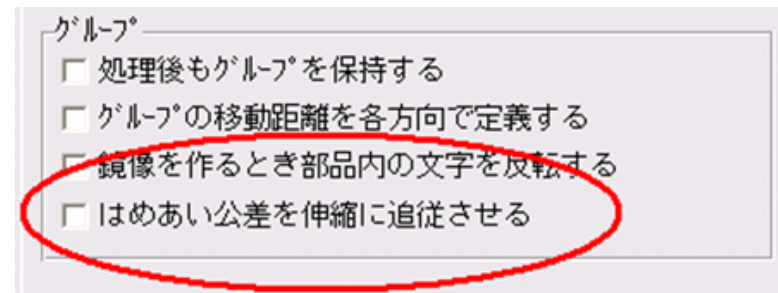 ｸﾞﾙｰﾌﾟ
処理後もｸﾞﾙｰﾌﾟを保持する
ｸﾞﾙｰﾌﾟの移動距離を各方向で定義する
鏡像を作るとき部品内の文字を反転する
はめあい公差を伸縮に追従させる